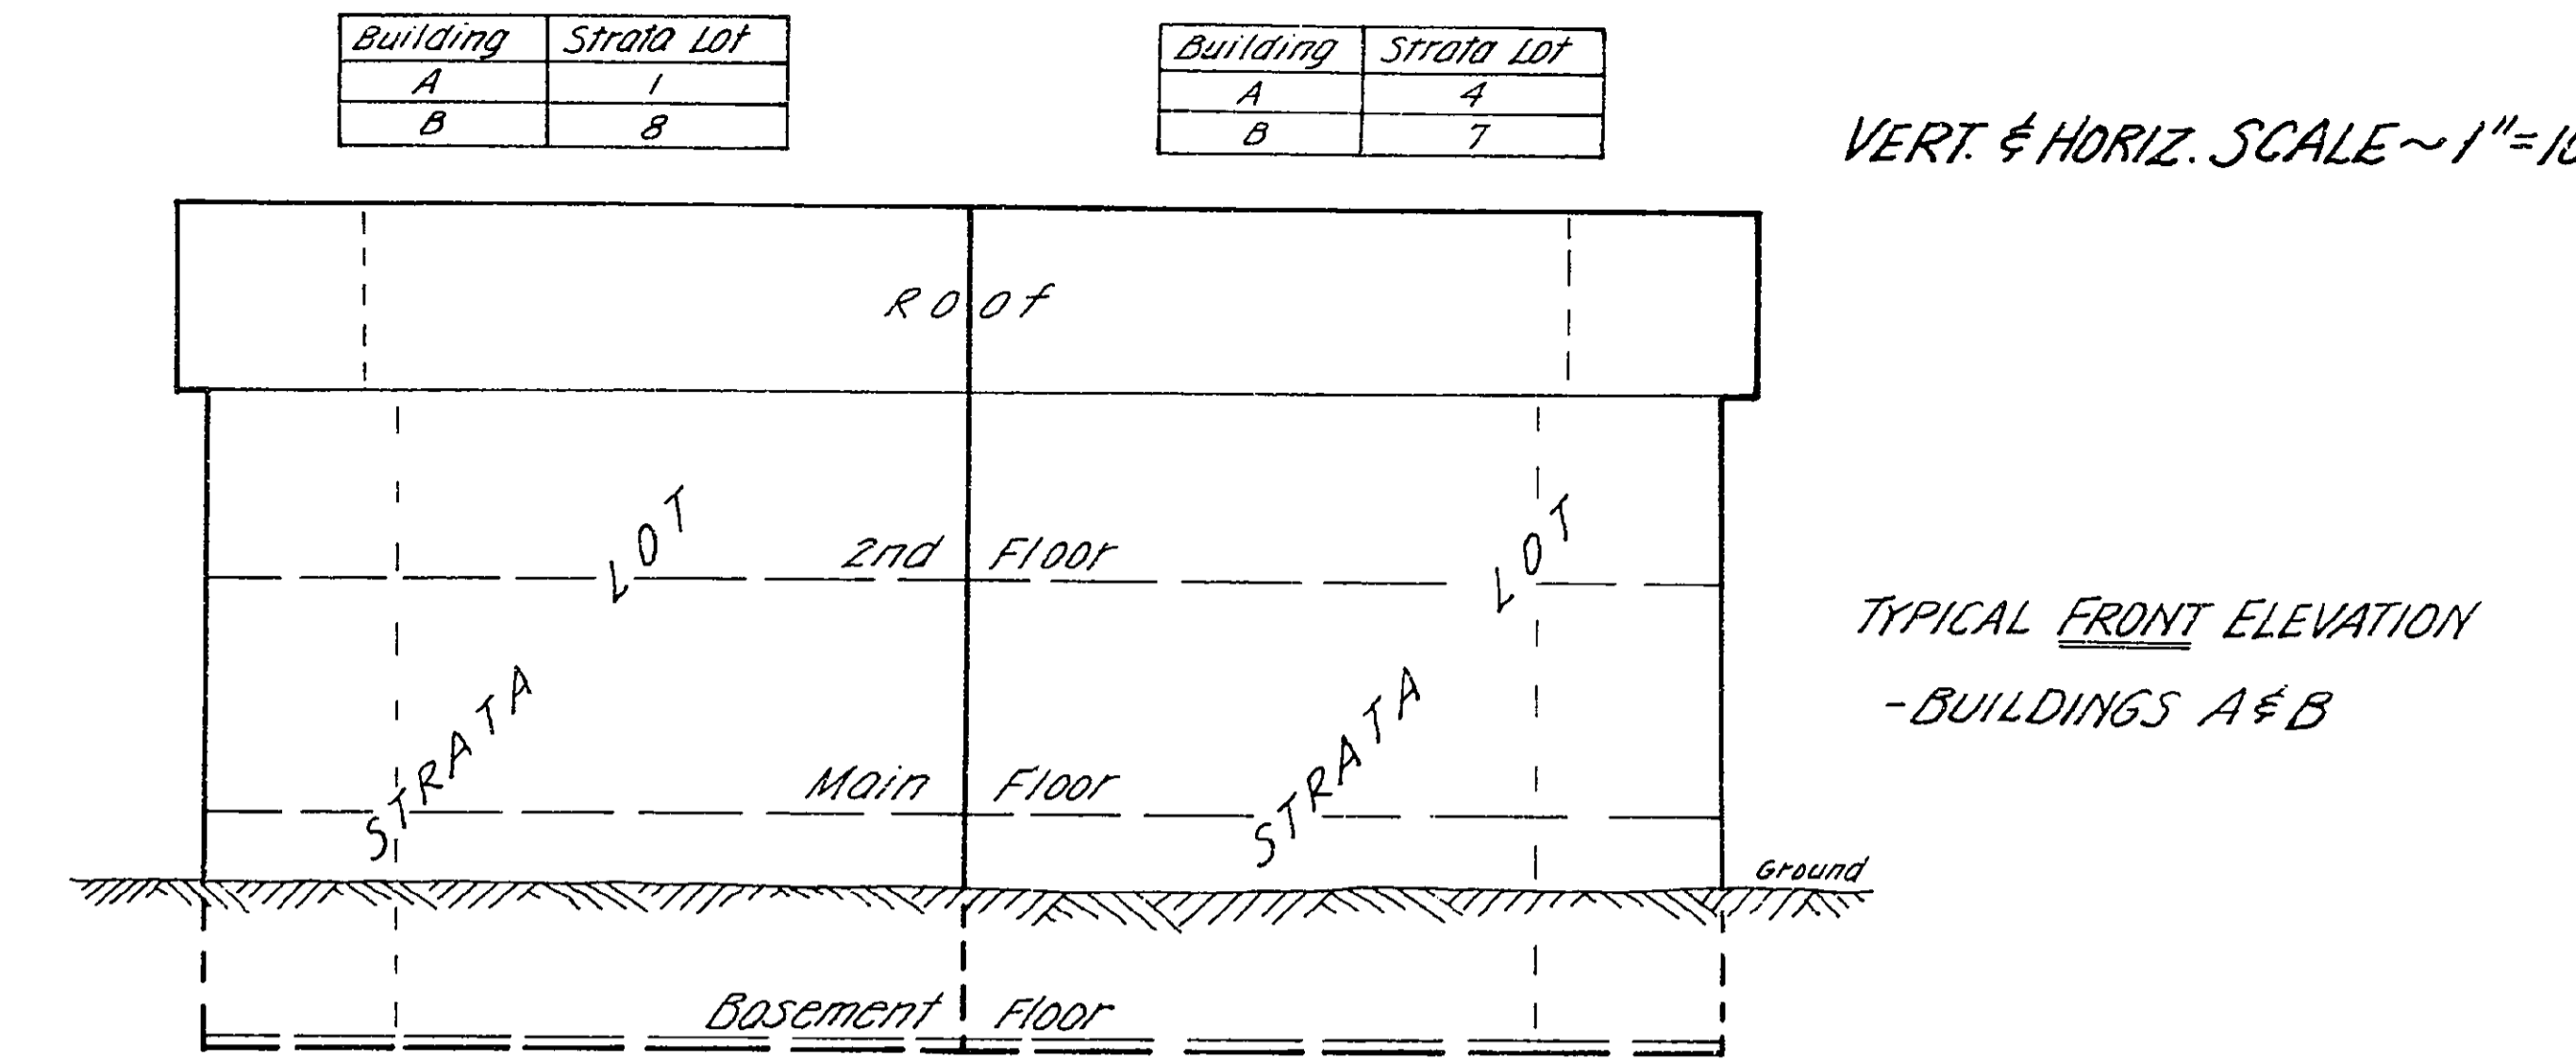 Building Strata Lot
A 1
B 8
Building Strata Lot
A 4
B 7
VERT. & HORIZ. SCALE ~ 1"=10
Roof
LOT
LOT
2nd Floor
TYPICAL FRONT ELEVATION
- BUILDINGS A & B
STRATA
STRATA
Main Floor
Ground
Basement Floor